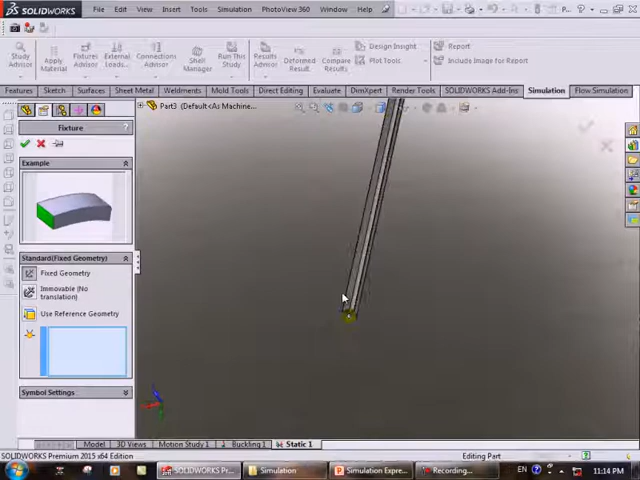 SOLIDWORKS File Edit View Insert Tools Simulation PhotoView 360 Window Help
Study Advisor Apply Material Fixtures Advisor External Loads... Connections Advisor Shell Manager Run This Study Results Advisor Deformed Result Compare Results Design Insight Plot Tools Report Include Image for Report
Features Sketch Surfaces Sheet Metal Weldments Mold Tools Direct Editing Evaluate DimXpert Render Tools SOLIDWORKS Add-Ins Simulation Flow Simulation
Part3 (Default<As Machine...
Fixture ?
Example
Standard(Fixed Geometry)
Fixed Geometry
Immovable (No
translation)
Use Reference Geometry
Symbol Settings
Model 3D Views Motion Study 1 Buckling 1 Static 1
SOLIDWORKS Premium 2015 x64 Edition Editing Part
SOLIDWORKS Pre... Simulation Simulation Expre... Recording... EN 11:14 PM